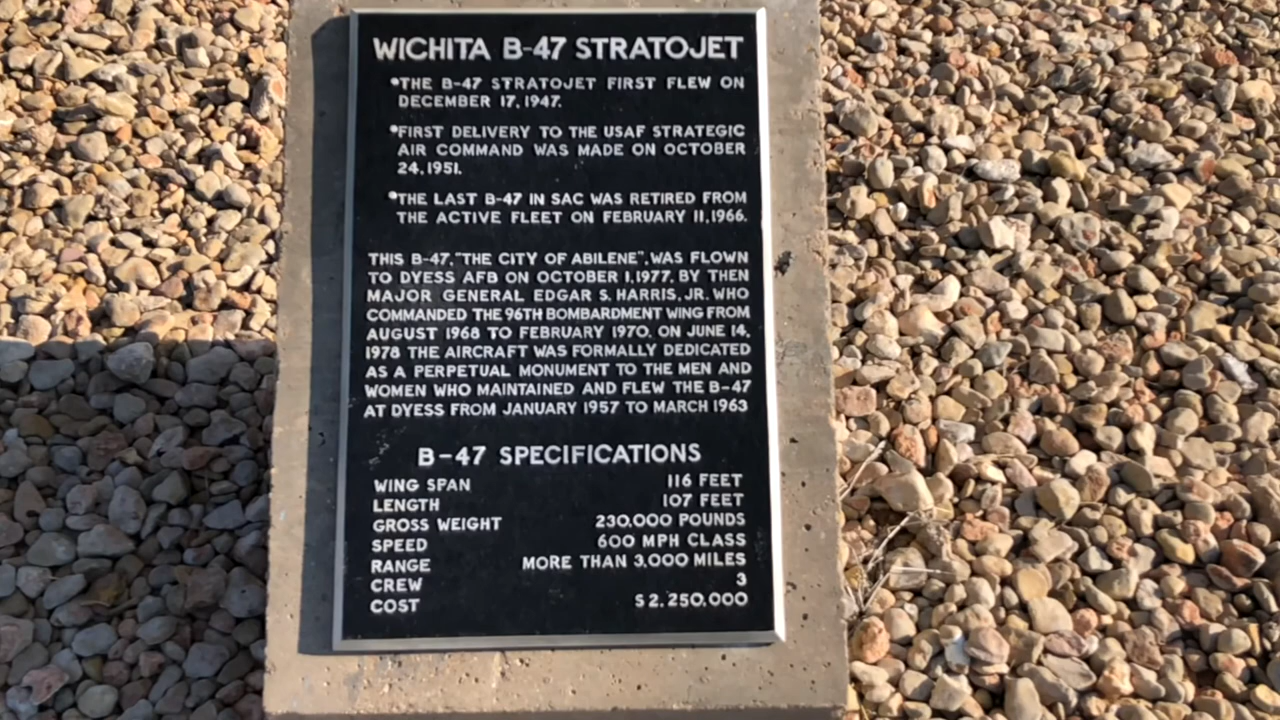 WICHITA B-47 STRATOJET
•THE B-47 STRATOJET FIRST FLEW ON
DECEMBER 17, 1947.
•FIRST DELIVERY TO THE USAF STRATEGIC
AIR COMMAND WAS MADE ON OCTOBER
24, 1951.
•THE LAST B-47 IN SAC WAS RETIRED FROM
THE ACTIVE FLEET ON FEBRUARY 11, 1966.
THIS B-47, "THE CITY OF ABILENE", WAS FLOWN
TO DYESS AFB ON OCTOBER 1, 1977, BY THEN
MAJOR GENERAL EDGAR S. HARRIS, JR. WHO
COMMANDED THE 96TH BOMBARDMENT WING FROM
AUGUST 1968 TO FEBRUARY 1970. ON JUNE 14,
1978 THE AIRCRAFT WAS FORMALLY DEDICATED
AS A PERPETUAL MONUMENT TO THE MEN AND
WOMEN WHO MAINTAINED AND FLEW THE B-47
AT DYESS FROM JANUARY 1957 TO MARCH 1963
B-47 SPECIFICATIONS
WING SPAN 116 FEET
LENGTH 107 FEET
GROSS WEIGHT 230,000 POUNDS
SPEED 600 MPH CLASS
RANGE MORE THAN 3,000 MILES
CREW 3
COST $2,250,000